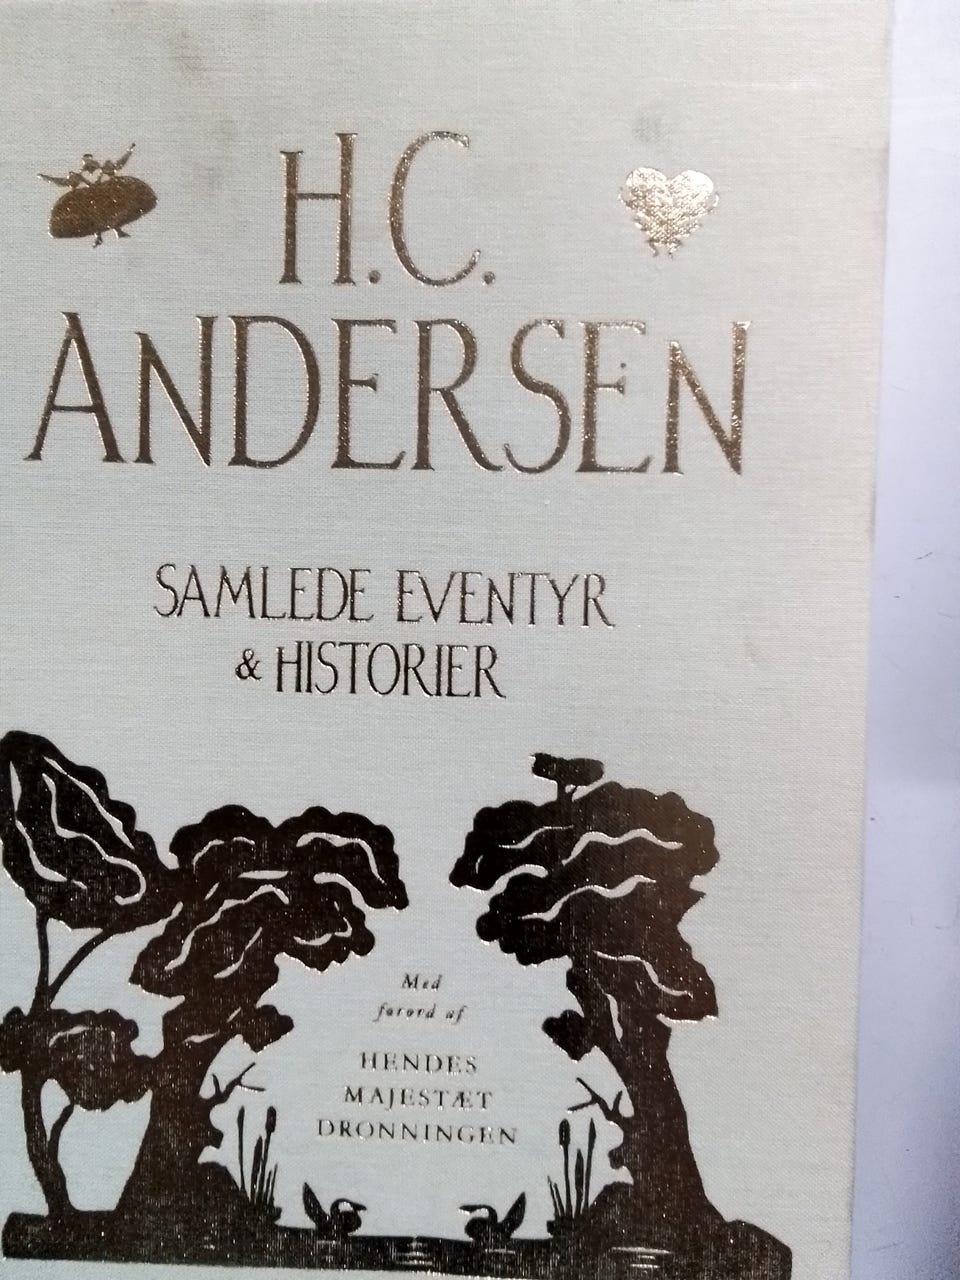 H.C.
ANDERSEN
SAMLEDE EVENTYR
& HISTORIER
Med
forord af
HENDES
MAJESTÆT
DRONNINGEN